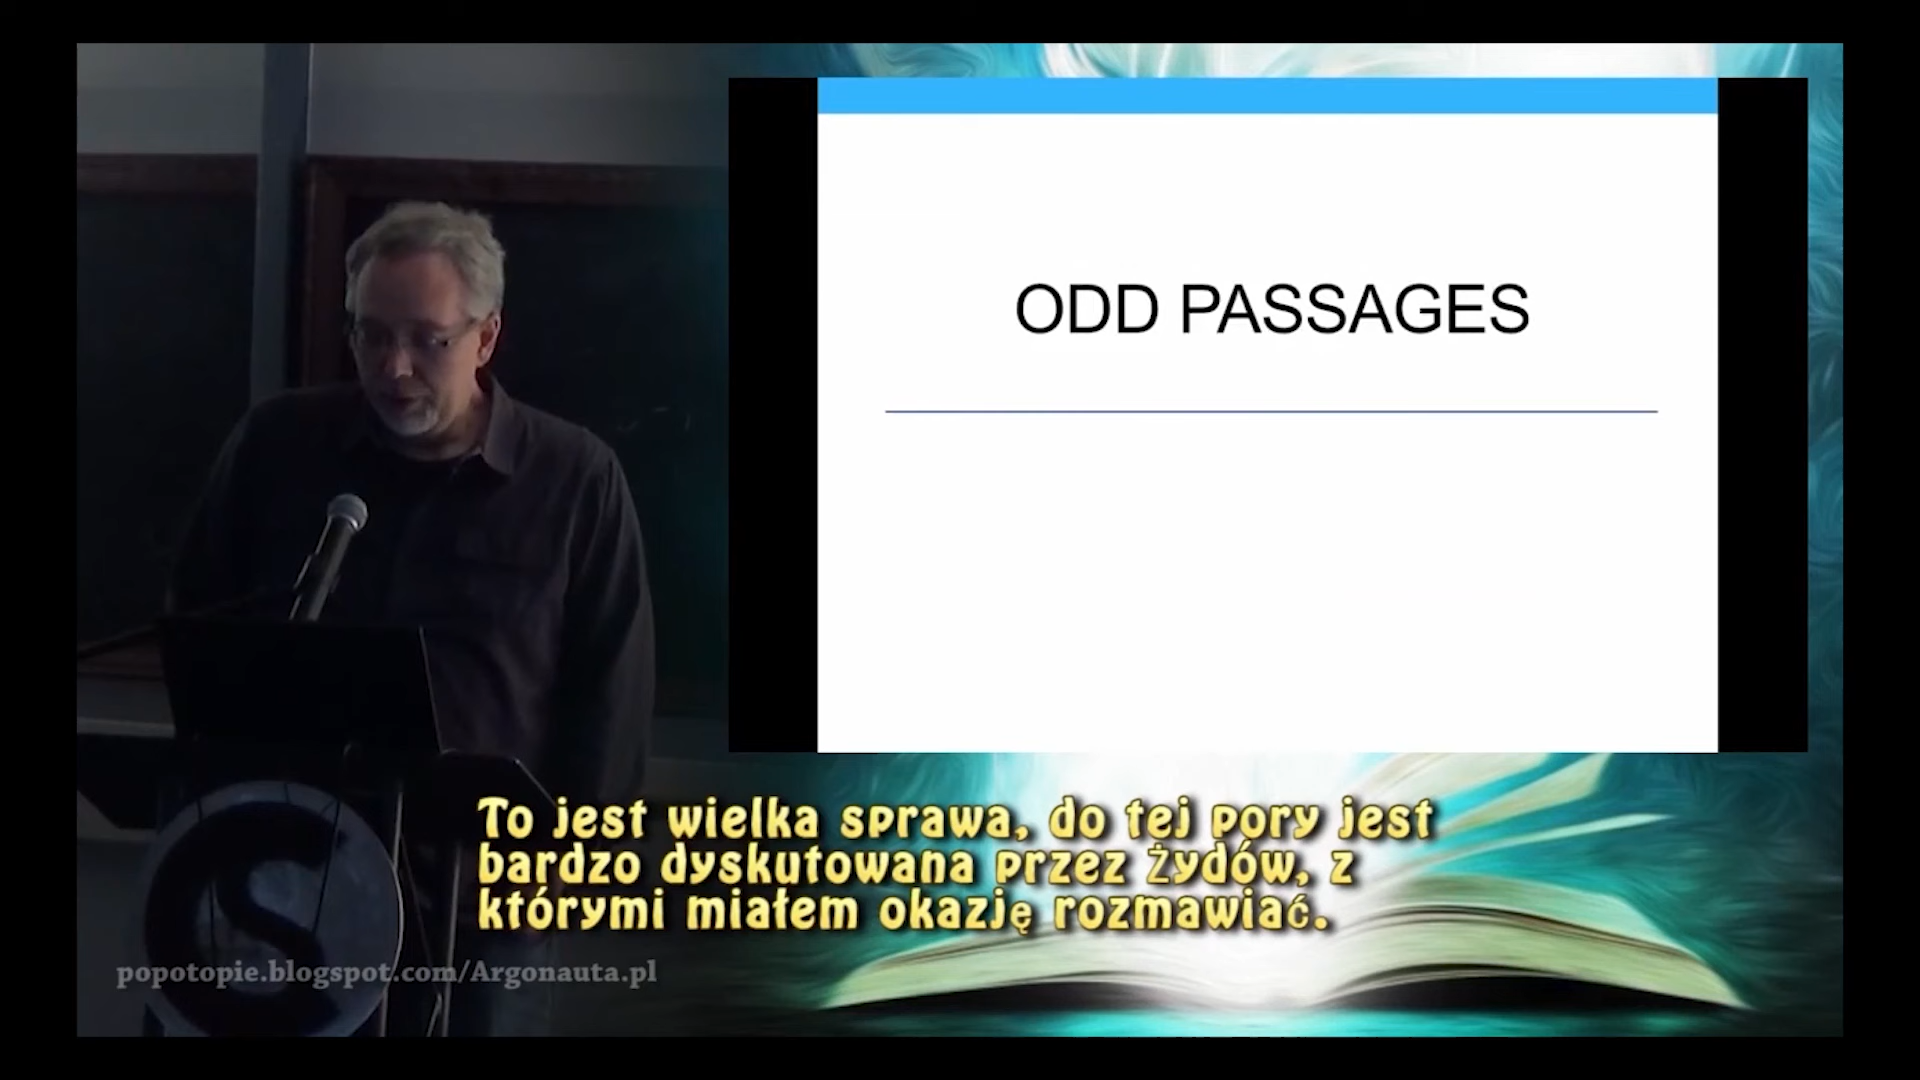 ODD PASSAGES
To jest wielka sprawa, do tej pory jest
bardzo dyskutowana przez Żydów, z
którymi miałem okazję rozmawiać.
popotopie.blogspot.com/Argonauta.pl
S